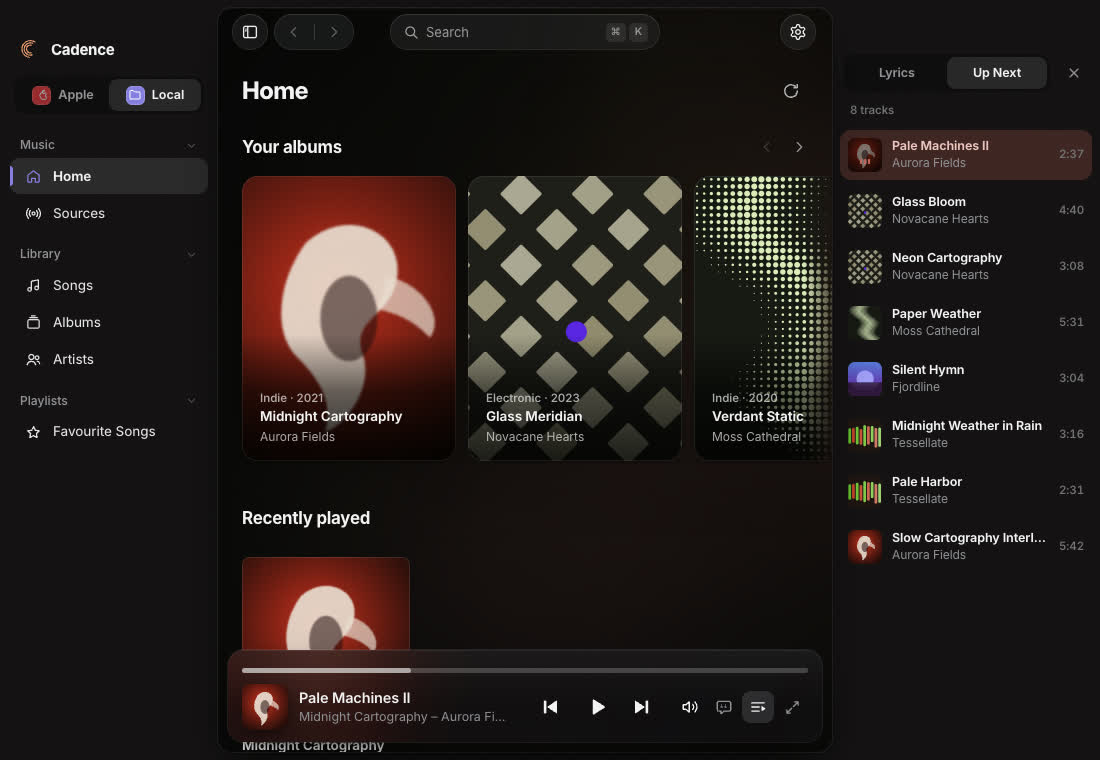 Cadence
Apple
Local
Music
Home
Sources
Library
Songs
Albums
Artists
Playlists
Favourite Songs
Search
⌘
K
Home
Your albums
Indie · 2021
Midnight Cartography
Aurora Fields
Electronic · 2023
Glass Meridian
Novacane Hearts
Indie · 2020
Verdant Static
Moss Cathedral
Recently played
Midnight Cartography
Pale Machines II
Midnight Cartography – Aurora Fi...
Lyrics
Up Next
8 tracks
Pale Machines II
Aurora Fields
2:37
Glass Bloom
Novacane Hearts
4:40
Neon Cartography
Novacane Hearts
3:08
Paper Weather
Moss Cathedral
5:31
Silent Hymn
Fjordline
3:04
Midnight Weather in Rain
Tessellate
3:16
Pale Harbor
Tessellate
2:31
Slow Cartography Interl...
Aurora Fields
5:42